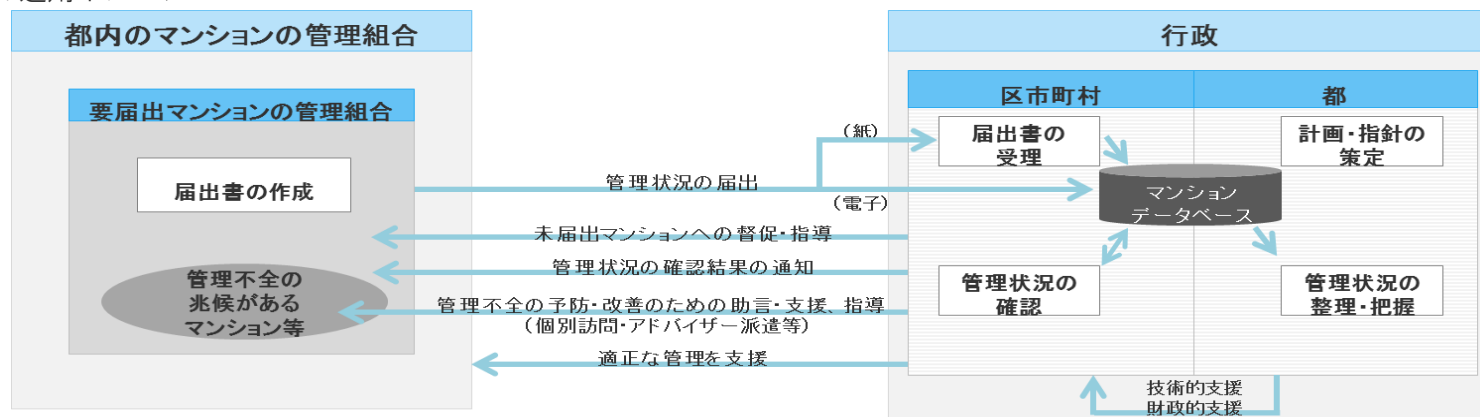 都内のマンションの管理組合
行政
要届出マンションの管理組合
区市町村
都
届出書の作成
管理状況の届出
（紙）
（電子）
届出書の
受理
計画・指針の
策定
マンション
データベース
未届出マンションへの督促・指導
管理状況の確認結果の通知
管理不全の
兆候がある
マンション等
管理不全の予防・改善のための助言・支援、指導
（個別訪問・アドバイザー派遣等）
管理状況の
確認
管理状況の
整理・把握
適正な管理を支援
技術的支援
財政的支援